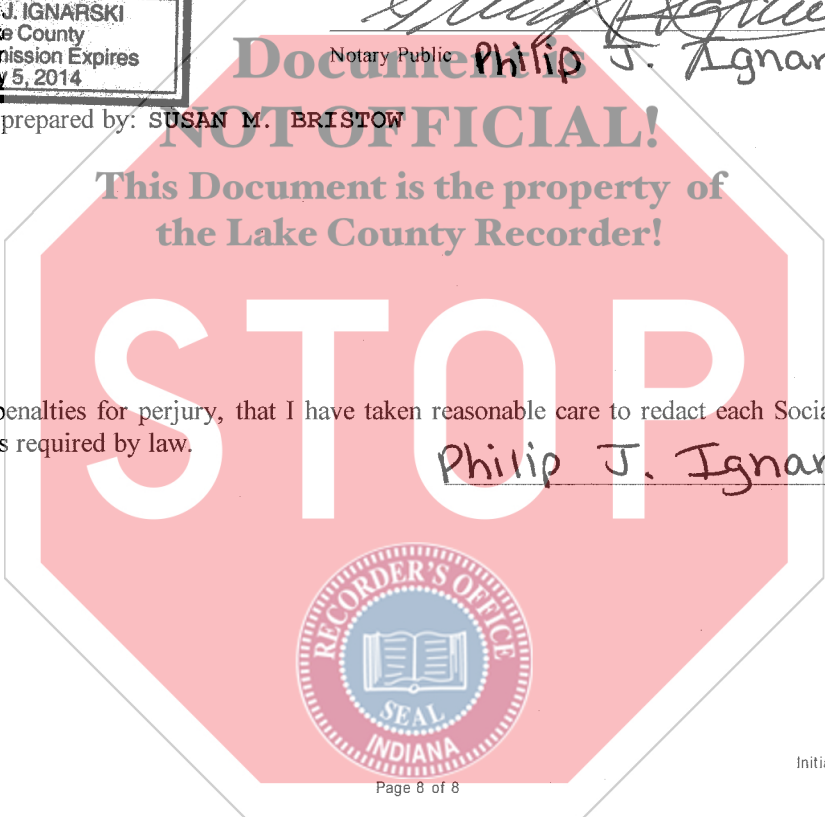 J. IGNARSKI
e County
nission Expires
y 5, 2014
Notary Public Philip J. Ignar
Document is
prepared by: SUSAN M. BRISTOW
NOT OFFICIAL!
This Document is the property of
the Lake County Recorder!
STOP
penalties for perjury, that I have taken reasonable care to redact each Socia
s required by law.
Philip J. Ignar
RECORDER'S OFFICE
SEAL
INDIANA
Initia
Page 8 of 8